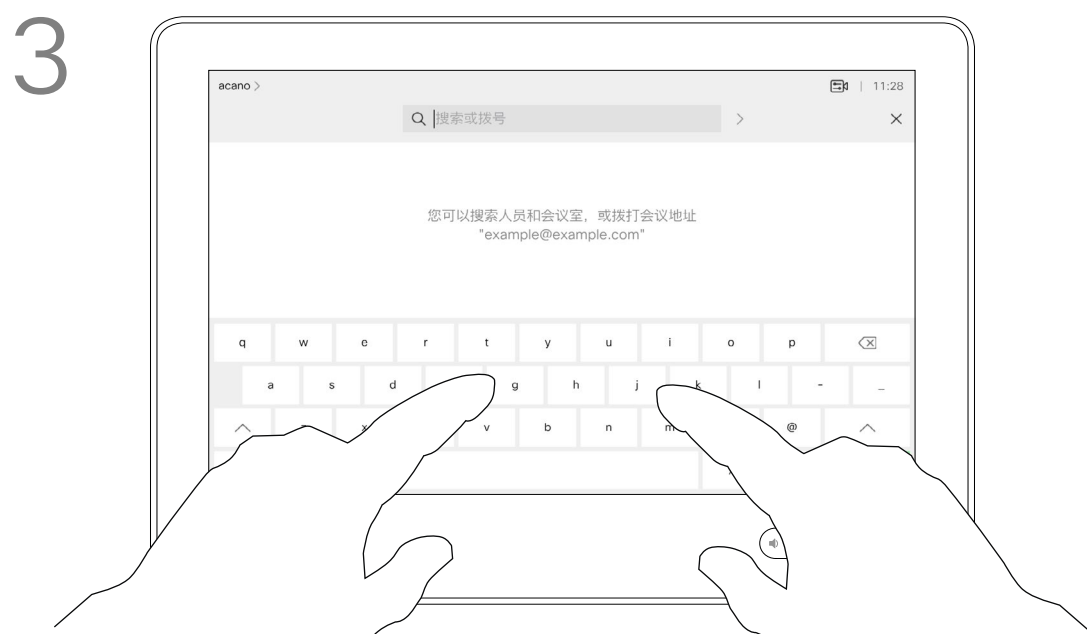 3
acano >
11:28
搜索或拨号
您可以搜索人员和会议室，或拨打会议地址
"example@example.com"
q w e r t y u i o p
a s d g h j k l - _
x v b n m @